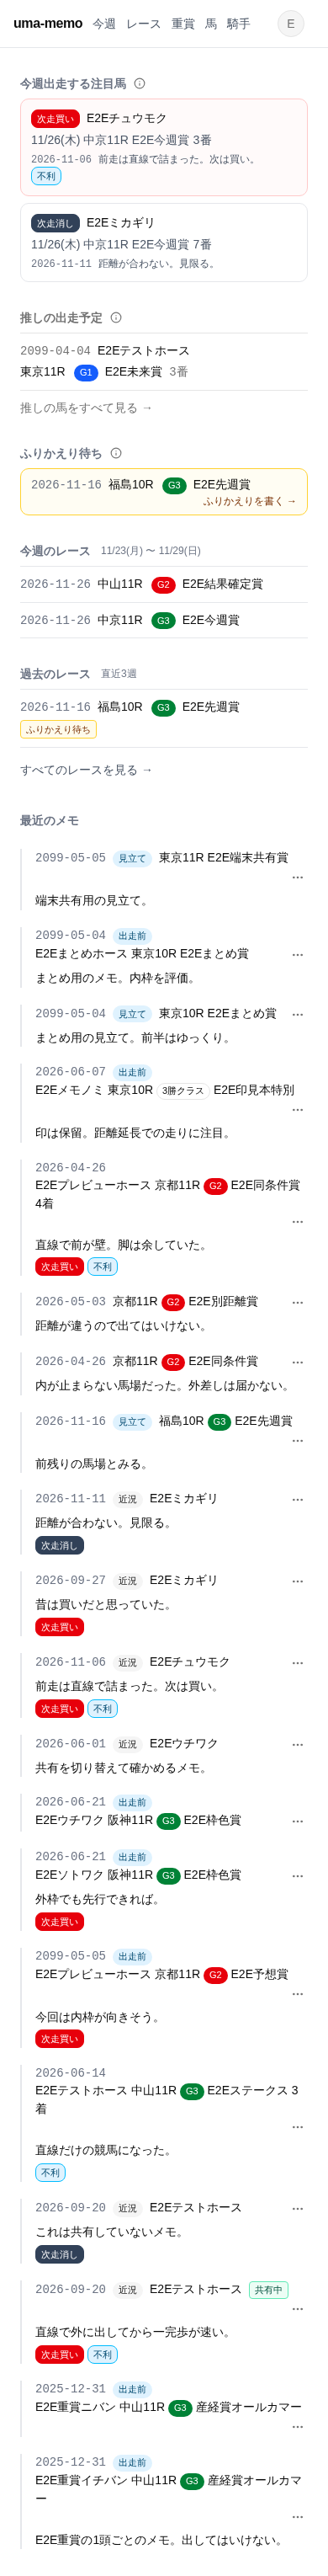 uma-memo 今週 レース 重賞 馬 騎手 E
今週出走する注目馬
次走買い E2Eチュウモク
11/26(木) 中京11R E2E今週賞 3番
2026-11-06 前走は直線で詰まった。次は買い。
不利
次走消し E2Eミカギリ
11/26(木) 中京11R E2E今週賞 7番
2026-11-11 距離が合わない。見限る。
推しの出走予定
2099-04-04 E2Eテストホース
東京11R G1 E2E未来賞 3番
推しの馬をすべて見る →
ふりかえり待ち
2026-11-16 福島10R G3 E2E先週賞
ふりかえりを書く →
今週のレース 11/23(月) 〜 11/29(日)
2026-11-26 中山11R G2 E2E結果確定賞
2026-11-26 中京11R G3 E2E今週賞
過去のレース 直近3週
2026-11-16 福島10R G3 E2E先週賞
ふりかえり待ち
すべてのレースを見る →
最近のメモ
2099-05-05 見立て 東京11R E2E端末共有賞
…
端末共有用の見立て。
2099-05-04 出走前
E2Eまとめホース 東京10R E2Eまとめ賞 …
まとめ用のメモ。内枠を評価。
2099-05-04 見立て 東京10R E2Eまとめ賞 …
まとめ用の見立て。前半はゆっくり。
2026-06-07 出走前
E2Eメモノミ 東京10R 3勝クラス E2E印見本特別
…
印は保留。距離延長での走りに注目。
2026-04-26
E2Eプレビューホース 京都11R G2 E2E同条件賞
4着
…
直線で前が壁。脚は余していた。
次走買い 不利
2026-05-03 京都11R G2 E2E別距離賞 …
距離が違うので出てはいけない。
2026-04-26 京都11R G2 E2E同条件賞 …
内が止まらない馬場だった。外差しは届かない。
2026-11-16 見立て 福島10R G3 E2E先週賞
…
前残りの馬場とみる。
2026-11-11 近況 E2Eミカギリ …
距離が合わない。見限る。
次走消し
2026-09-27 近況 E2Eミカギリ …
昔は買いだと思っていた。
次走買い
2026-11-06 近況 E2Eチュウモク …
前走は直線で詰まった。次は買い。
次走買い 不利
2026-06-01 近況 E2Eウチワク …
共有を切り替えて確かめるメモ。
2026-06-21 出走前
E2Eウチワク 阪神11R G3 E2E枠色賞 …
2026-06-21 出走前
E2Eソトワク 阪神11R G3 E2E枠色賞 …
外枠でも先行できれば。
次走買い
2099-05-05 出走前
E2Eプレビューホース 京都11R G2 E2E予想賞
…
今回は内枠が向きそう。
次走買い
2026-06-14
E2Eテストホース 中山11R G3 E2Eステークス 3
着
…
直線だけの競馬になった。
不利
2026-09-20 近況 E2Eテストホース …
これは共有していないメモ。
次走消し
2026-09-20 近況 E2Eテストホース 共有中
…
直線で外に出してから一完歩が速い。
次走買い 不利
2025-12-31 出走前
E2E重賞ニバン 中山11R G3 産経賞オールカマー
…
2025-12-31 出走前
E2E重賞イチバン 中山11R G3 産経賞オールカマ
ー
…
E2E重賞の1頭ごとのメモ。出してはいけない。